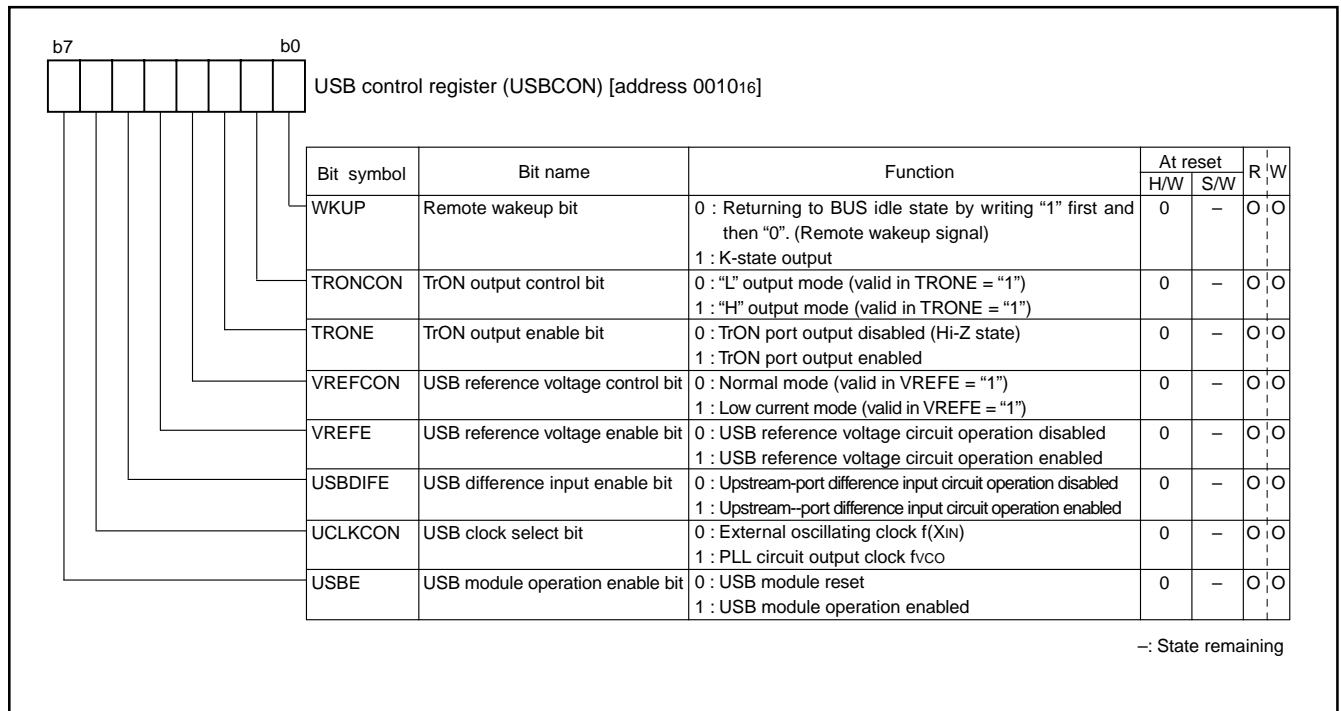 b7 b0
USB control register (USBCON) [address 001016]
Bit symbol Bit name Function At reset R W
H/W S/W
WKUP Remote wakeup bit 0 : Returning to BUS idle state by writing “1” first and 0 – O O
then “0”. (Remote wakeup signal)
1 : K-state output
TRONCON TrON output control bit 0 : “L” output mode (valid in TRONE = “1”) 0 – O O
1 : “H” output mode (valid in TRONE = “1”)
TRONE TrON output enable bit 0 : TrON port output disabled (Hi-Z state) 0 – O O
1 : TrON port output enabled
VREFCON USB reference voltage control bit 0 : Normal mode (valid in VREFE = “1”) 0 – O O
1 : Low current mode (valid in VREFE = “1”)
VREFE USB reference voltage enable bit 0 : USB reference voltage circuit operation disabled 0 – O O
1 : USB reference voltage circuit operation enabled
USBDIFE USB difference input enable bit 0 : Upstream-port difference input circuit operation disabled 0 – O O
1 : Upstream--port difference input circuit operation enabled
UCLKCON USB clock select bit 0 : External oscillating clock f(XIN) 0 – O O
1 : PLL circuit output clock fVCO
USBE USB module operation enable bit 0 : USB module reset 0 – O O
1 : USB module operation enabled
–: State remaining